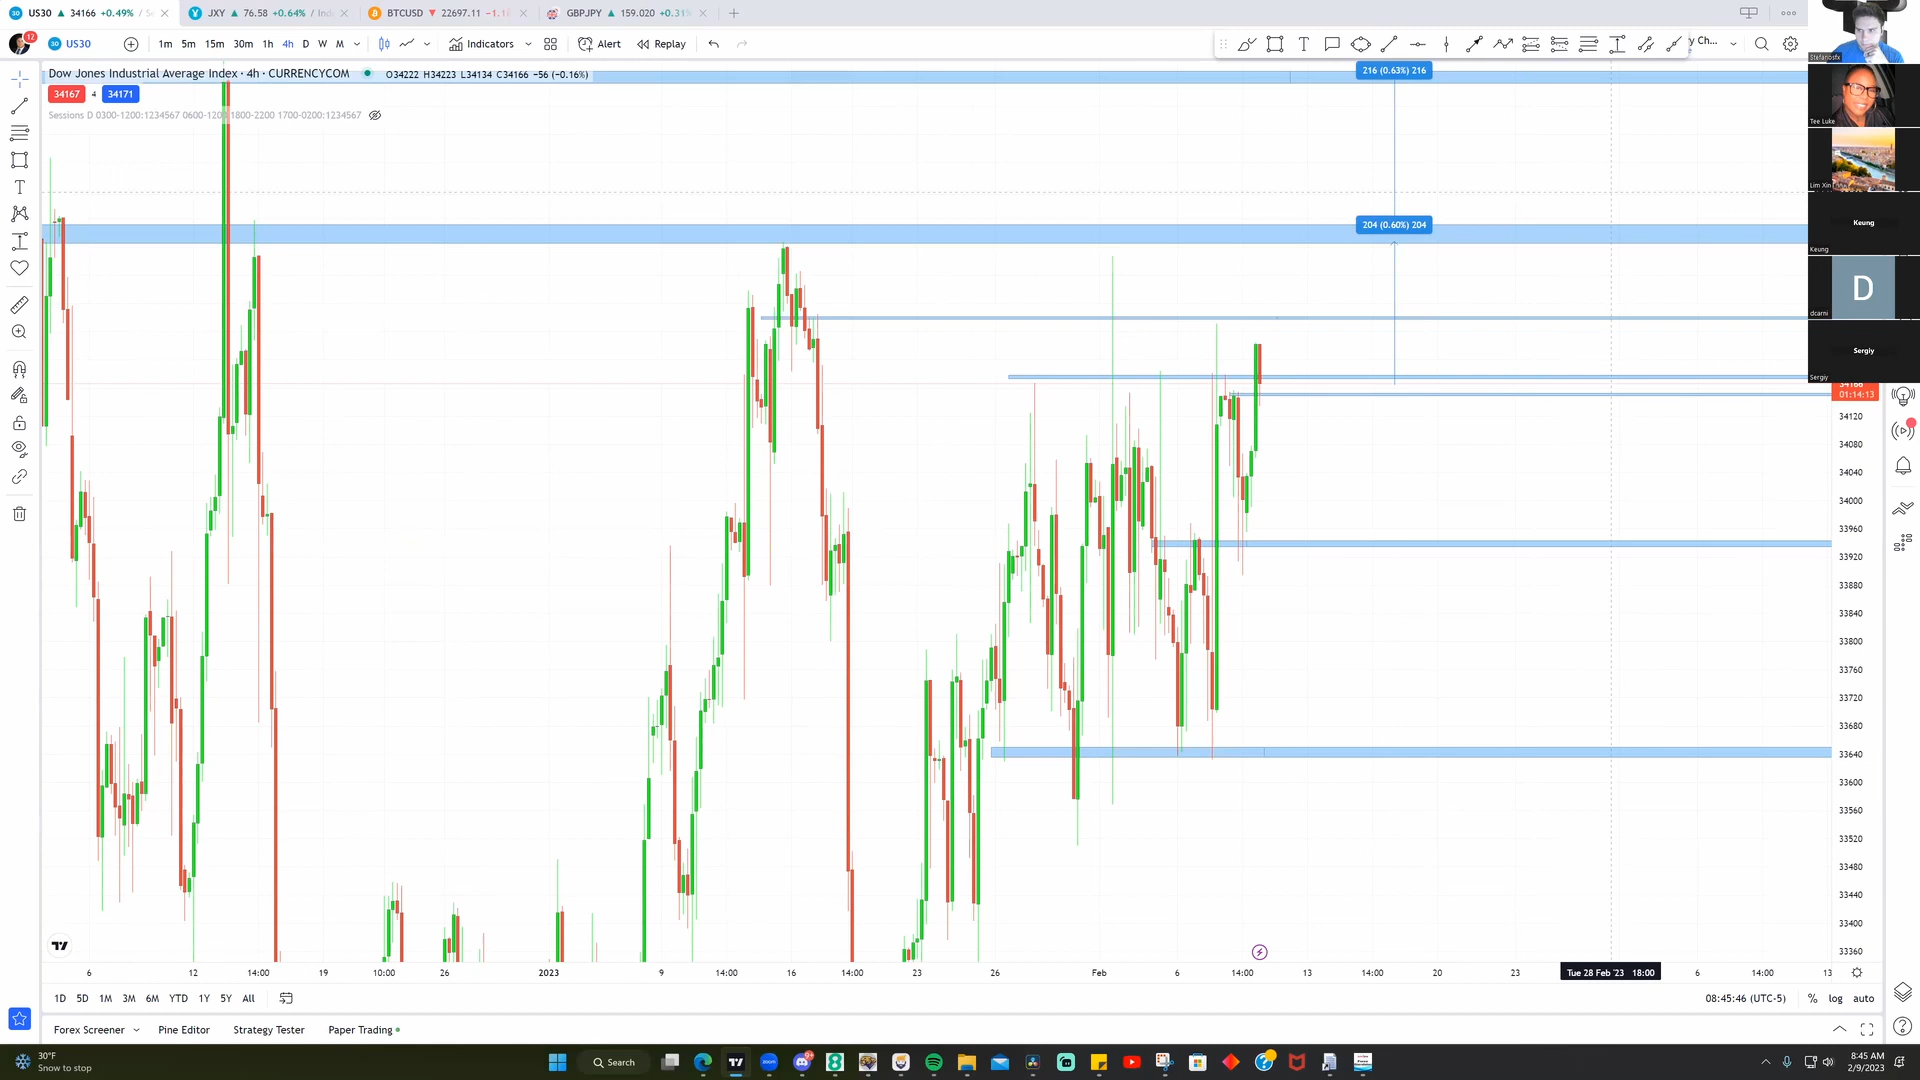 US30 ▲ 34166 +0.49%
JXY ▲ 76.58 +0.64%
BTCUSD ▼ 22697.11
GBPJPY ▲ 159.020 +0.31%
12
US30
1m 5m 15m 30m 1h 4h D W M
Indicators
Alert
Replay
Dow Jones Industrial Average Index · 4h · CURRENCYCOM
O34222 H34223 L34134 C34166 −56 (−0.16%)
34167 4 34171
Sessions D 0300-1200:1234567 0600-1200 1800-2200 1700-0200:1234567
216 (0.63%) 216
204 (0.60%) 204
Stefanosfx
Tee Luke
Lim Xin
Keung
Keung
D
dcarni
Sergiy
Sergiy
34166
01:14:13
34120
34080
34040
34000
33960
33920
33880
33840
33800
33760
33720
33680
33640
33600
33560
33520
33480
33440
33400
33360
6 12 14:00 19 10:00 26 2023 9 14:00 16 14:00 23 26 Feb 6 14:00 13 14:00 20 23 Tue 28 Feb '23 18:00 6 14:00 13
1D 5D 1M 3M 6M YTD 1Y 5Y All
08:45:46 (UTC-5) % log auto
Forex Screener Pine Editor Strategy Tester Paper Trading
30°F
Snow to stop
Search
8:45 AM
2/9/2023